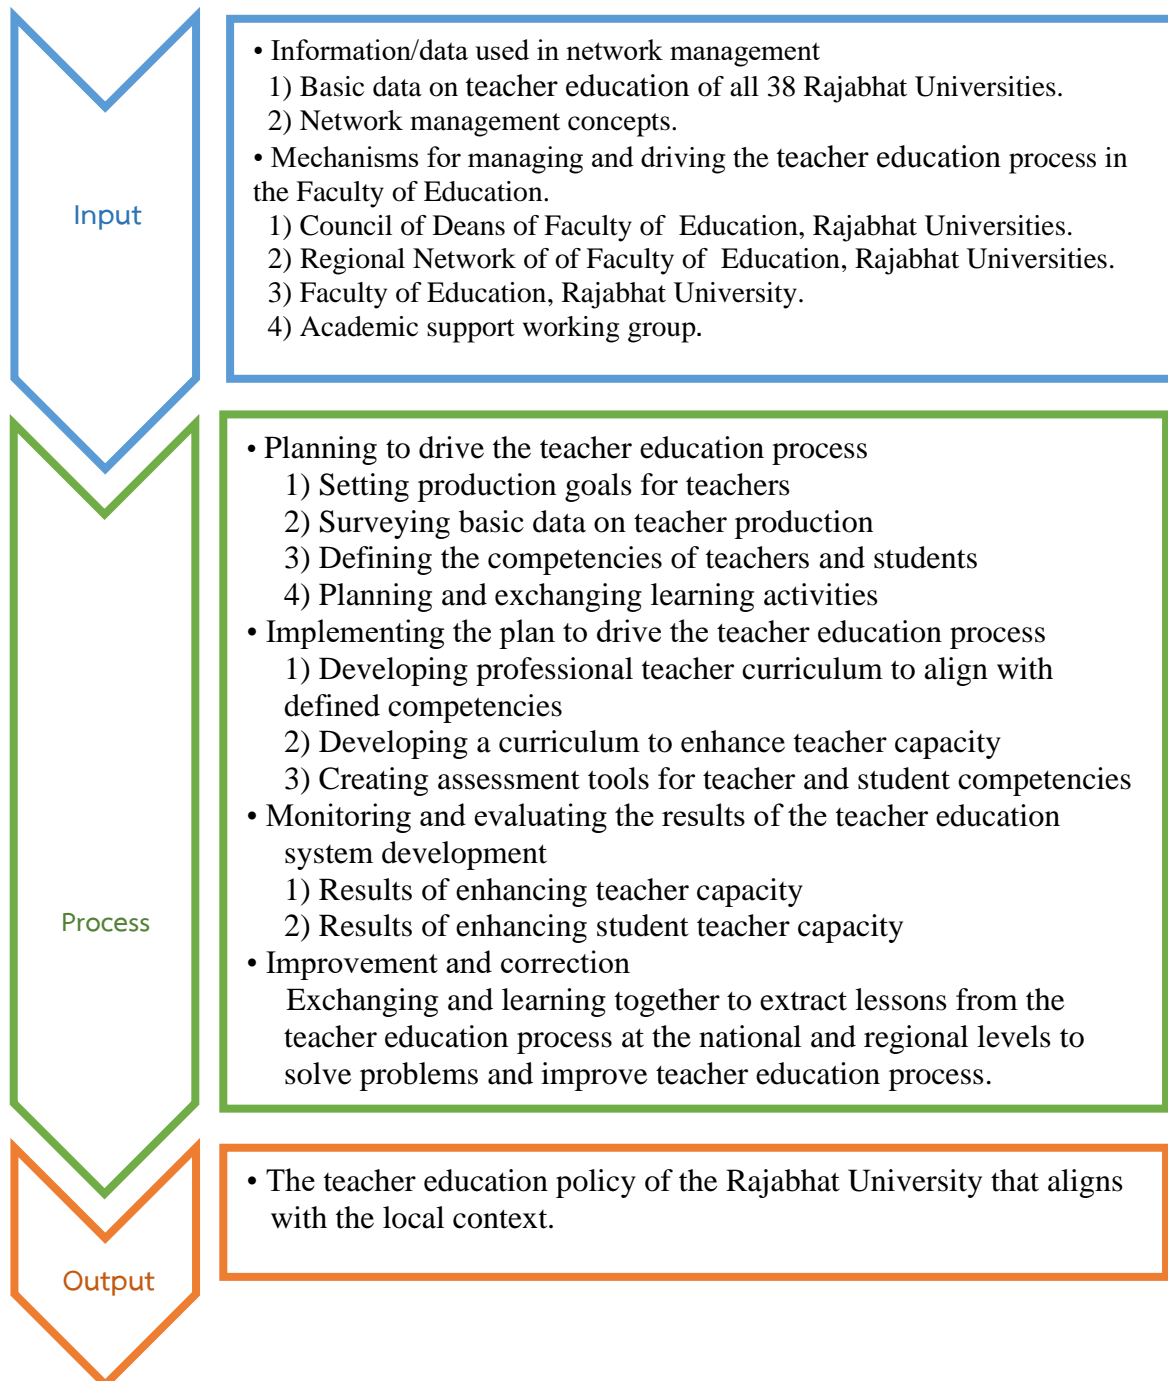 Input
• Information/data used in network management
1) Basic data on teacher education of all 38 Rajabhat Universities.
2) Network management concepts.
• Mechanisms for managing and driving the teacher education process in
the Faculty of Education.
1) Council of Deans of Faculty of Education, Rajabhat Universities.
2) Regional Network of of Faculty of Education, Rajabhat Universities.
3) Faculty of Education, Rajabhat University.
4) Academic support working group.
Process
• Planning to drive the teacher education process
1) Setting production goals for teachers
2) Surveying basic data on teacher production
3) Defining the competencies of teachers and students
4) Planning and exchanging learning activities
• Implementing the plan to drive the teacher education process
1) Developing professional teacher curriculum to align with
defined competencies
2) Developing a curriculum to enhance teacher capacity
3) Creating assessment tools for teacher and student competencies
• Monitoring and evaluating the results of the teacher education
system development
1) Results of enhancing teacher capacity
2) Results of enhancing student teacher capacity
• Improvement and correction
Exchanging and learning together to extract lessons from the
teacher education process at the national and regional levels to
solve problems and improve teacher education process.
Output
• The teacher education policy of the Rajabhat University that aligns
with the local context.